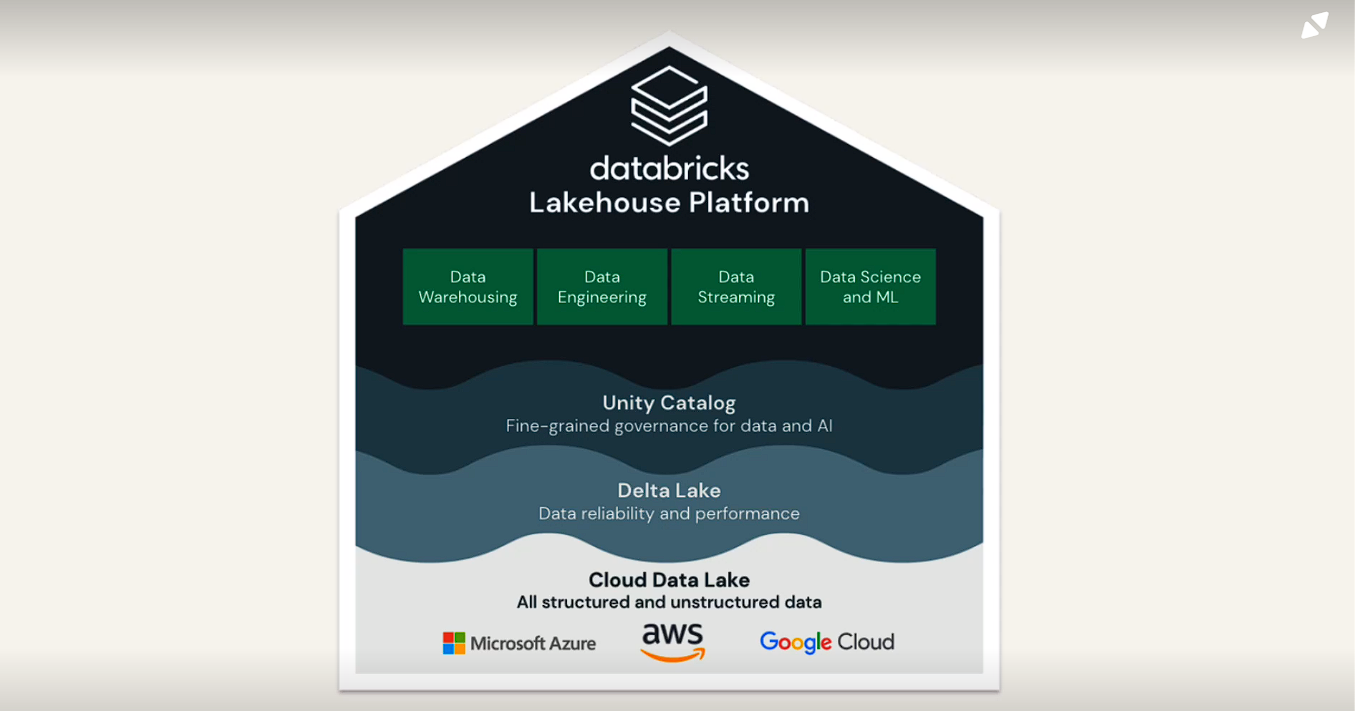 databricks
Lakehouse Platform
Data Warehousing
Data Engineering
Data Streaming
Data Science and ML
Unity Catalog
Fine-grained governance for data and AI
Delta Lake
Data reliability and performance
Cloud Data Lake
All structured and unstructured data
Microsoft Azure
aws
Google Cloud